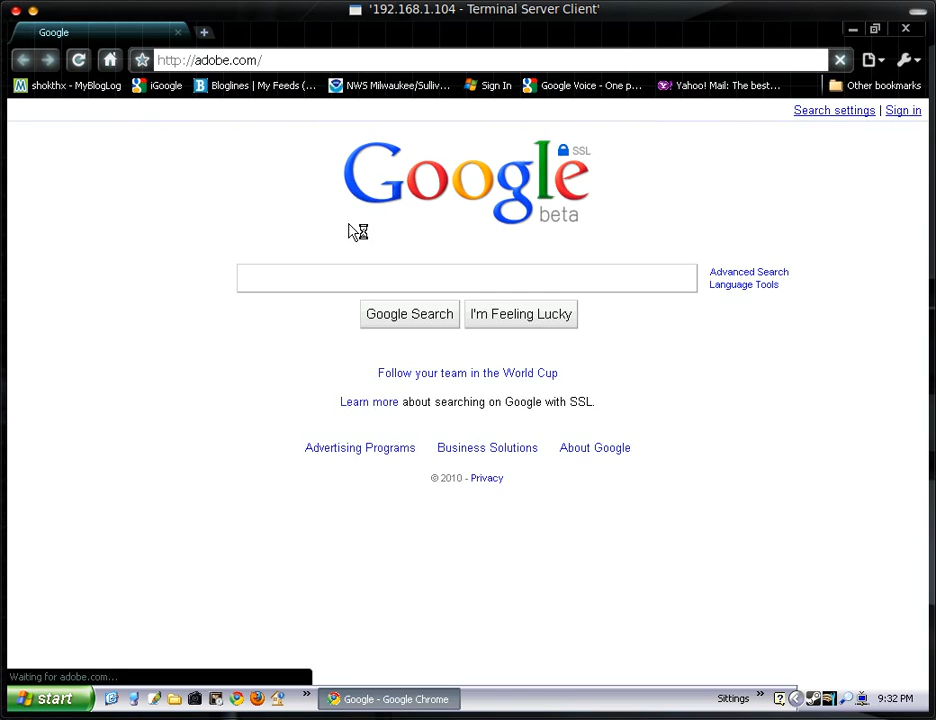 '192.168.1.104 - Terminal Server Client'
Google
http://adobe.com/
shokthx - MyBlogLog iGoogle Bloglines | My Feeds (... NWS Milwaukee/Sulliv... Sign In Google Voice - One p... Yahoo! Mail: The best... Other bookmarks
Search settings | Sign in
Google SSL
beta
Advanced Search
Language Tools
Google Search I'm Feeling Lucky
Follow your team in the World Cup
Learn more about searching on Google with SSL.
Advertising Programs Business Solutions About Google
© 2010 - Privacy
Waiting for adobe.com...
start » Google - Google Chrome Sittings » 9:32 PM